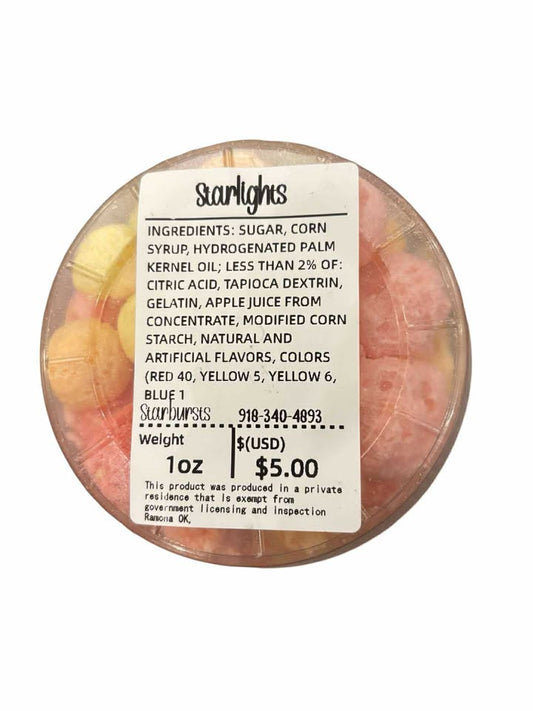 Starlights
INGREDIENTS: SUGAR, CORN
SYRUP, HYDROGENATED PALM
KERNEL OIL; LESS THAN 2% OF:
CITRIC ACID, TAPIOCA DEXTRIN,
GELATIN, APPLE JUICE FROM
CONCENTRATE, MODIFIED CORN
STARCH, NATURAL AND
ARTIFICIAL FLAVORS, COLORS
(RED 40, YELLOW 5, YELLOW 6,
BLUE 1
Starbursts 918-340-4893
Weight $(USD)
1oz $5.00
This product was produced in a private
residence that is exempt from
government licensing and inspection
Ramona OK,